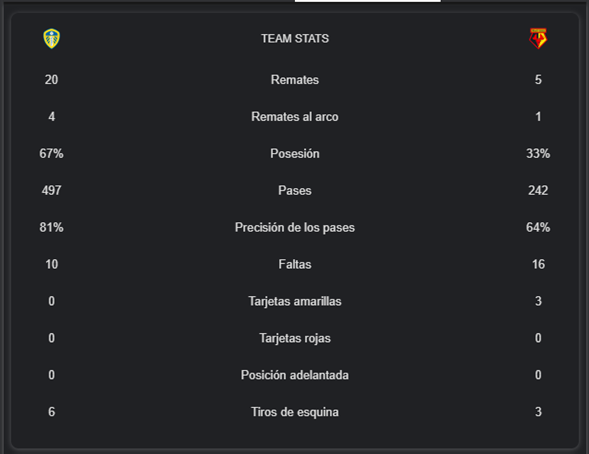 TEAM STATS
20 Remates 5
4 Remates al arco 1
67% Posesión 33%
497 Pases 242
81% Precisión de los pases 64%
10 Faltas 16
0 Tarjetas amarillas 3
0 Tarjetas rojas 0
0 Posición adelantada 0
6 Tiros de esquina 3